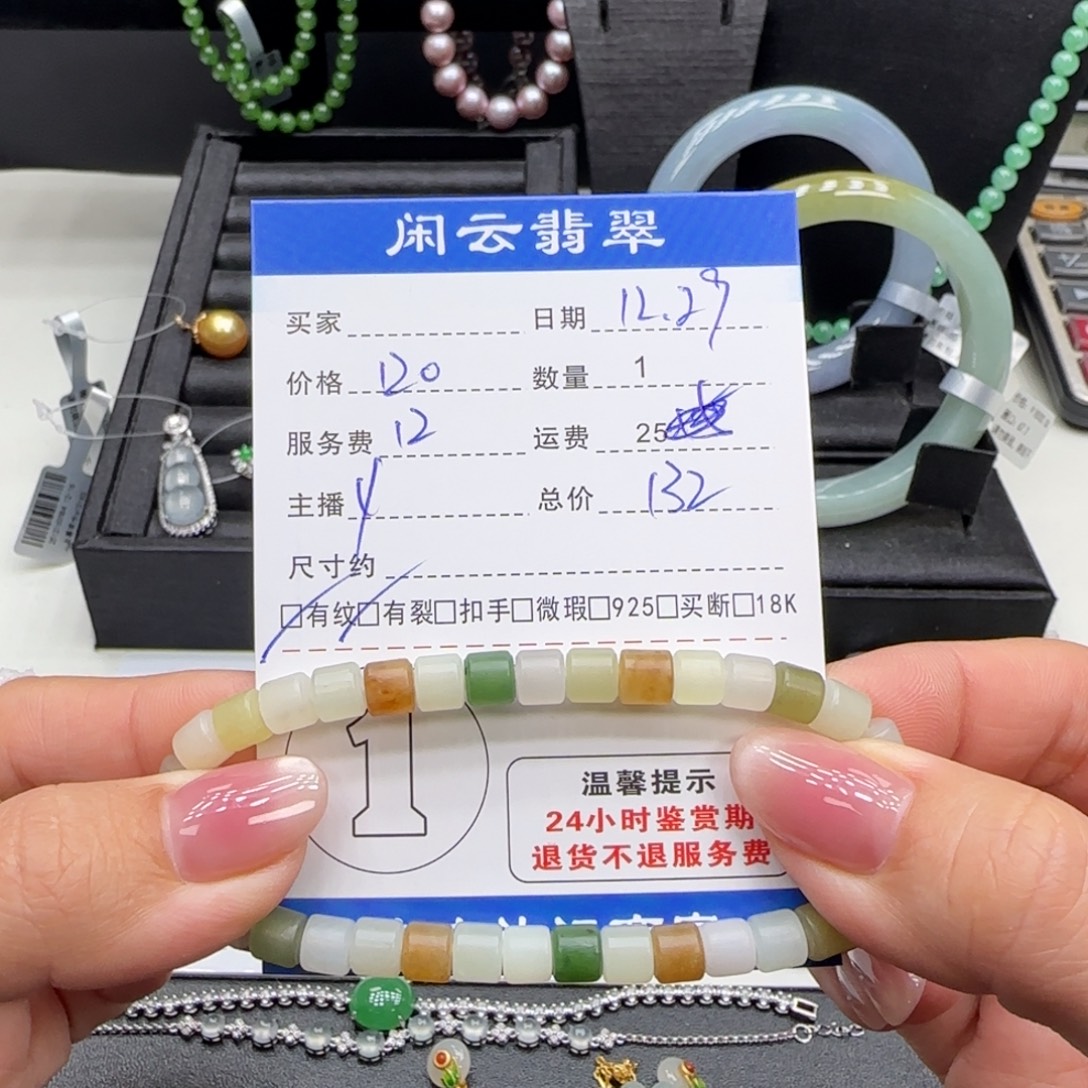 闲云翡翠
买家 日期 12.29
价格 120 数量 1
服务费 12 运费 25
主播 y 总价 132
尺寸约
□有纹□有裂□扣手□微瑕□925□买断□18K
1
温馨提示
24小时鉴赏期
退货不退服务费